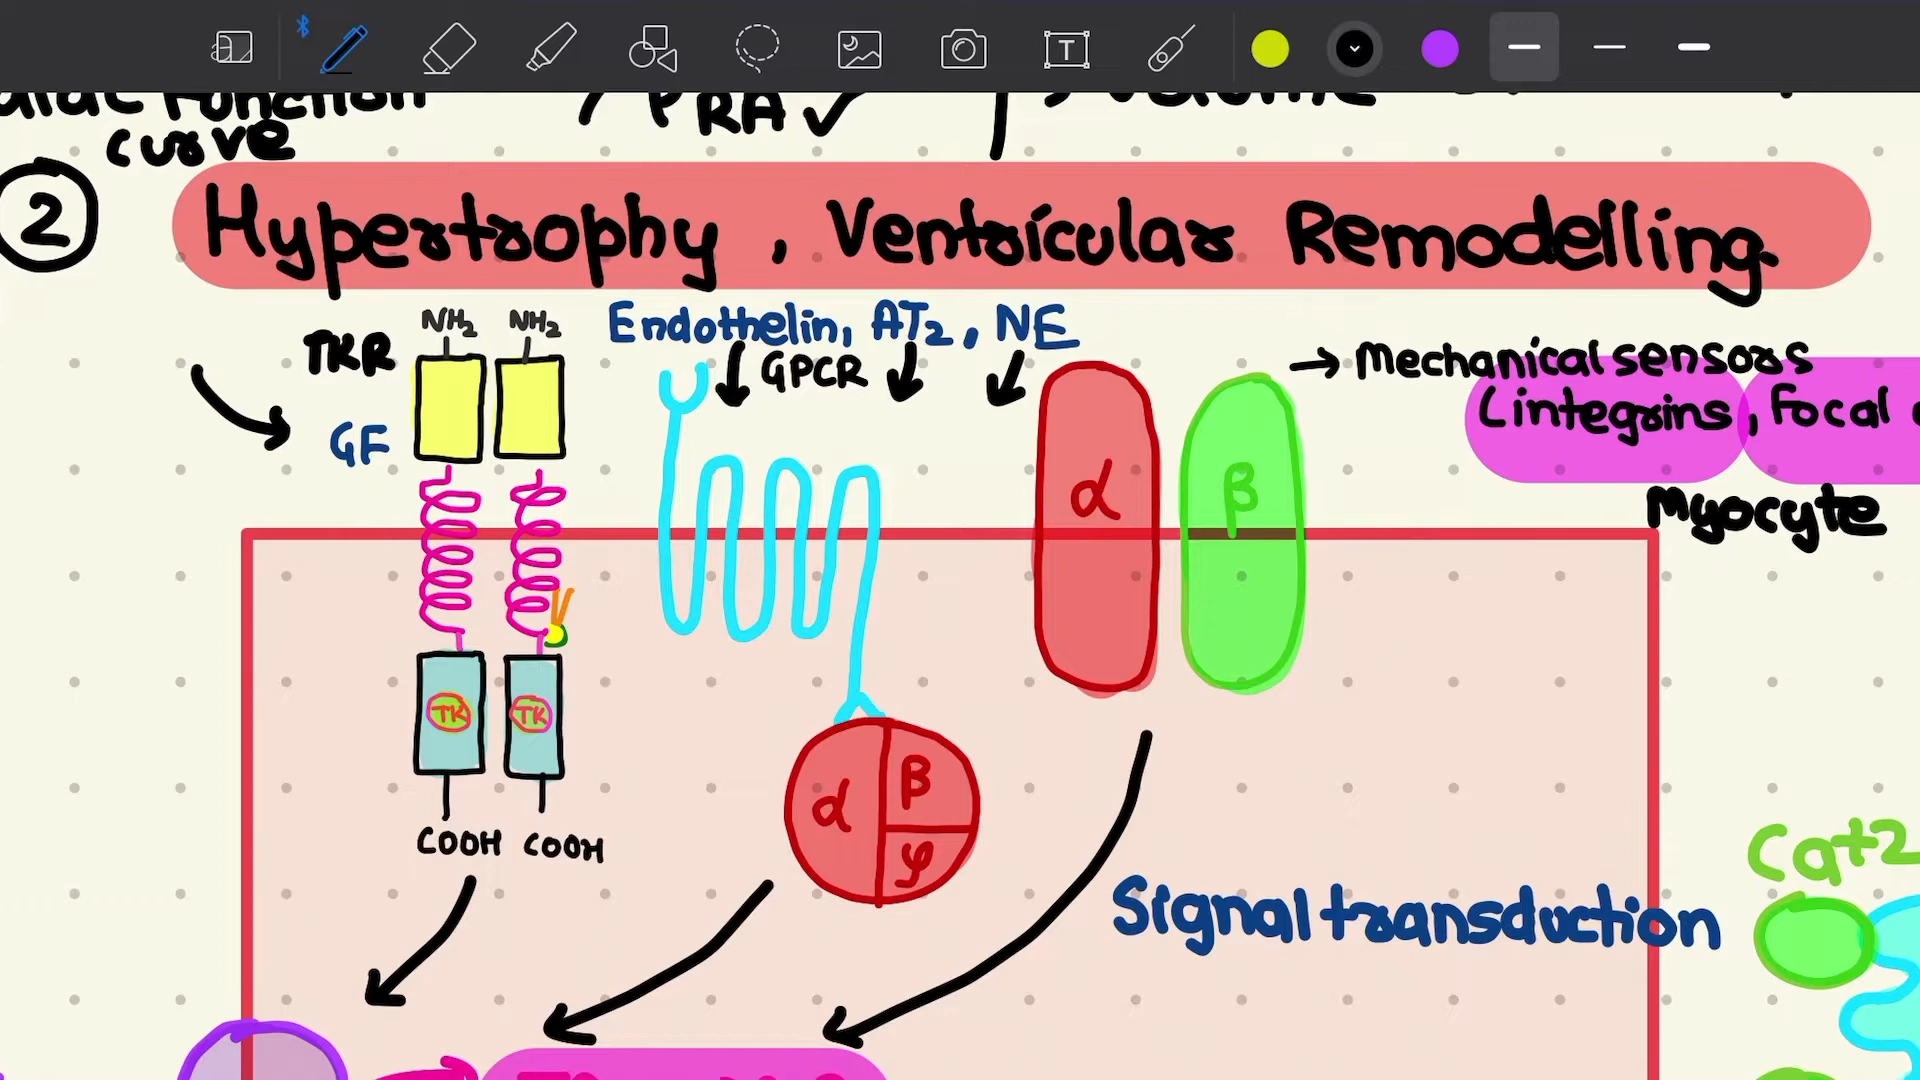 curve
PRA ✓
② Hypertrophy, Ventricular Remodelling.
NH₂ NH₂
TKR
GF
Endothelin, AT₂, NE
GPCR
→ Mechanical sensors
(integrins, Focal
Myocyte
α β
TK TK
α β
γ
COOH COOH
Signal transduction
Ca+2